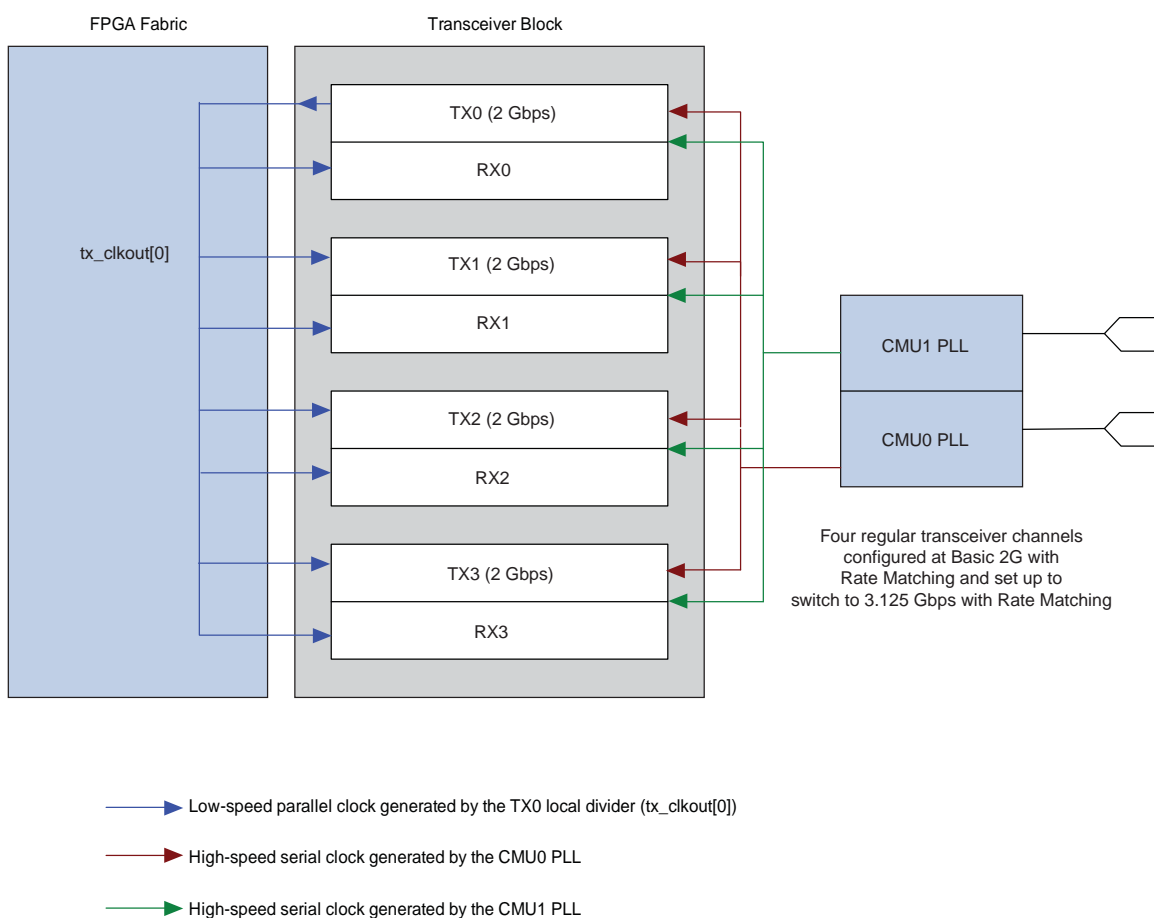 FPGA Fabric
Transceiver Block
TX0 (2 Gbps)
RX0
tx_clkout[0]
TX1 (2 Gbps)
RX1
TX2 (2 Gbps)
RX2
TX3 (2 Gbps)
RX3
CMU1 PLL
CMU0 PLL
Four regular transceiver channels
configured at Basic 2G with
Rate Matching and set up to
switch to 3.125 Gbps with Rate Matching
Low-speed parallel clock generated by the TX0 local divider (tx_clkout[0])
High-speed serial clock generated by the CMU0 PLL
High-speed serial clock generated by the CMU1 PLL